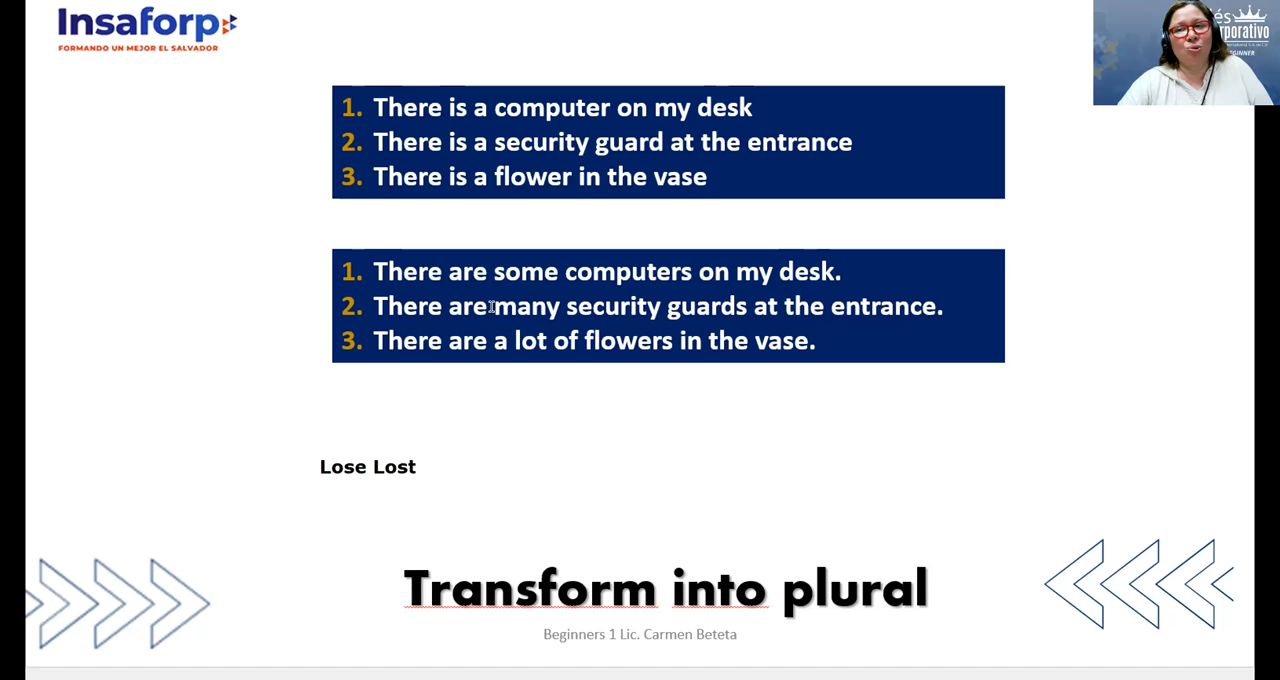 Insaforp
FORMANDO UN MEJOR EL SALVADOR
és
rporativo
GINNER
1. There is a computer on my desk
2. There is a security guard at the entrance
3. There is a flower in the vase
1. There are some computers on my desk.
2. There are many security guards at the entrance.
3. There are a lot of flowers in the vase.
Lose Lost
Transform into plural
Beginners 1 Lic. Carmen Beteta